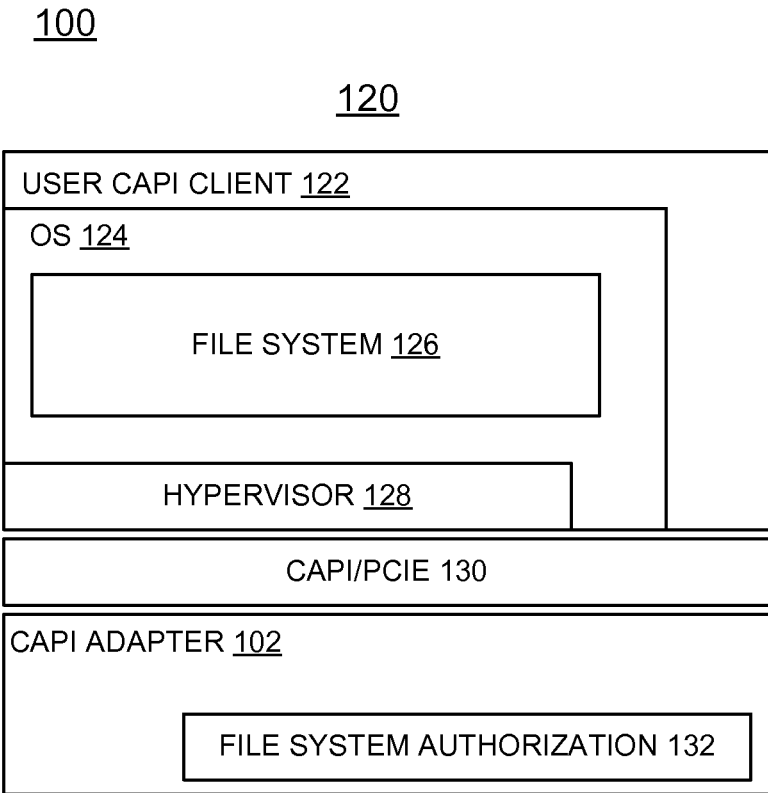 100
120
USER CAPI CLIENT 122
OS 124
FILE SYSTEM 126
HYPERVISOR 128
CAPI/PCIE 130
CAPI ADAPTER 102
FILE SYSTEM AUTHORIZATION 132